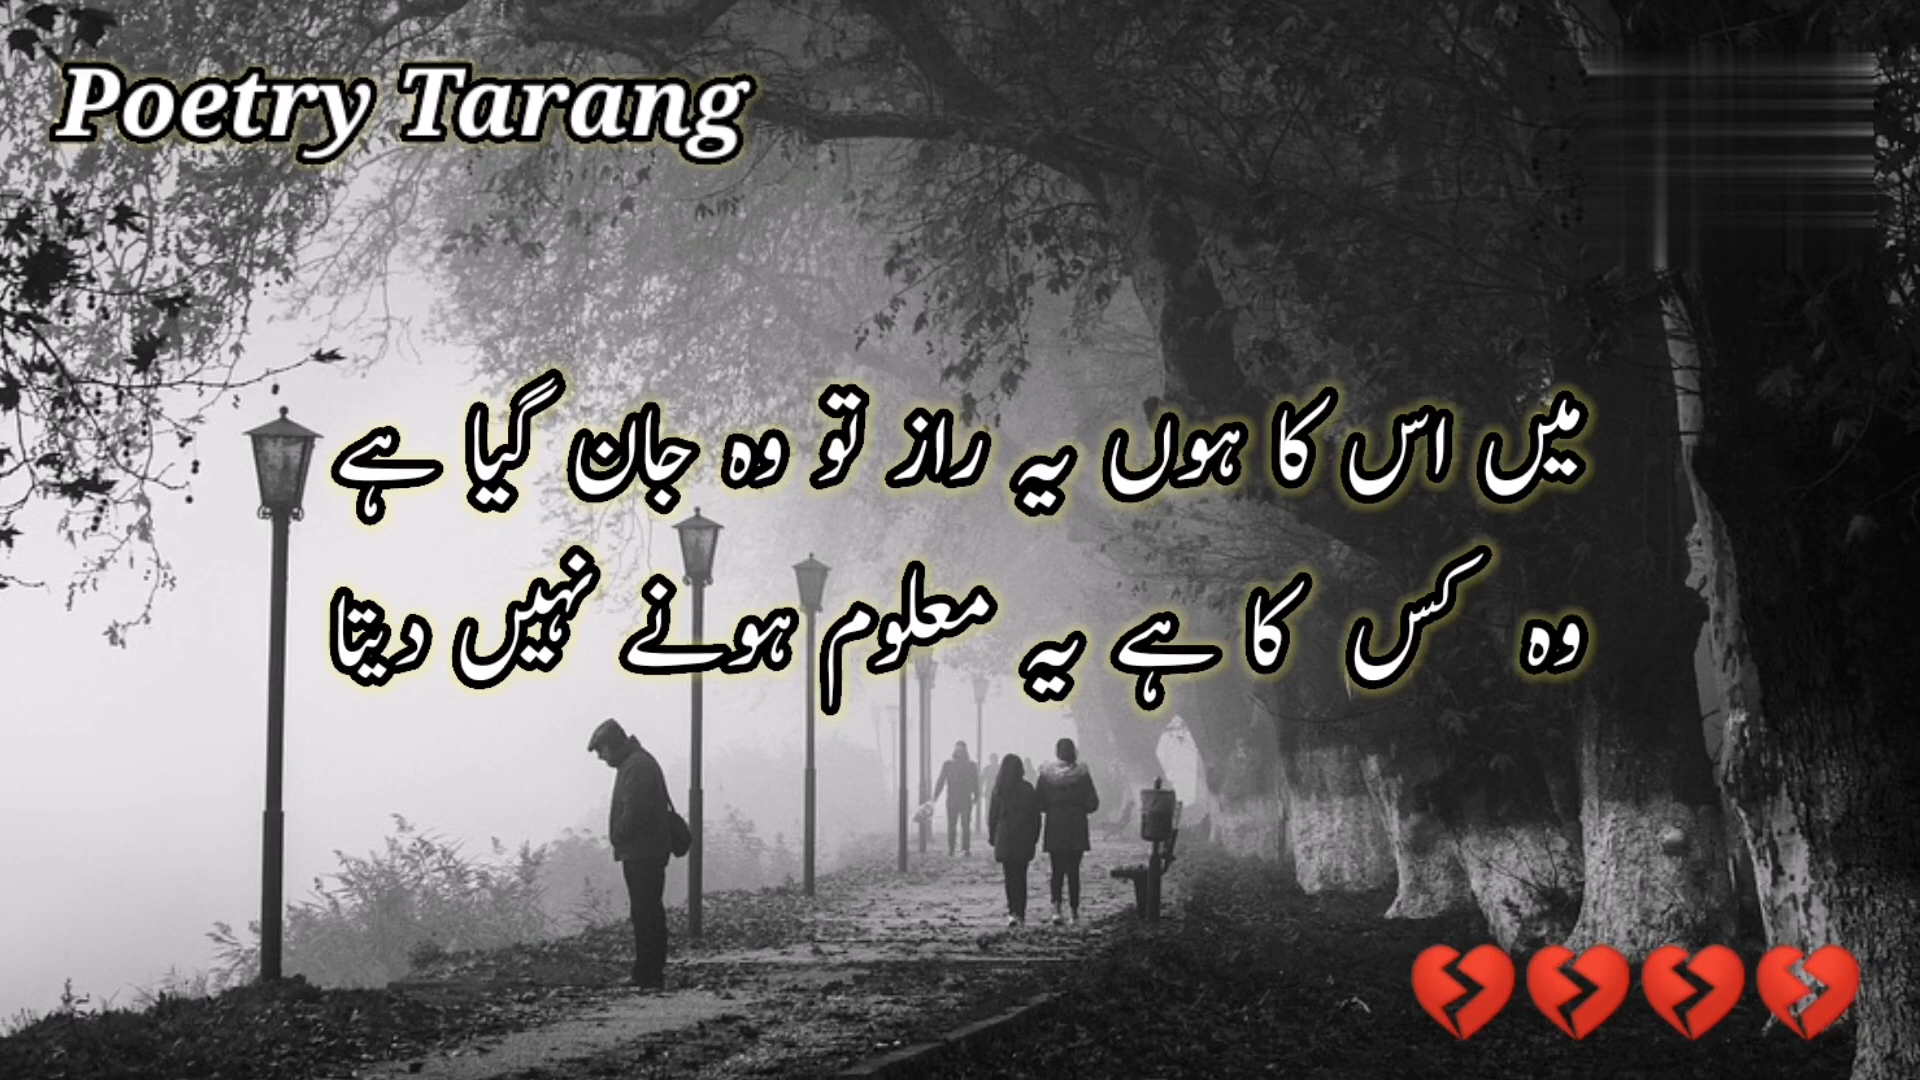 Poetry Tarang
میں اس کا ہوں یہ راز تو وہ جان گیا ہے
وہ کس کا ہے یہ معلوم ہونے نہیں دیتا